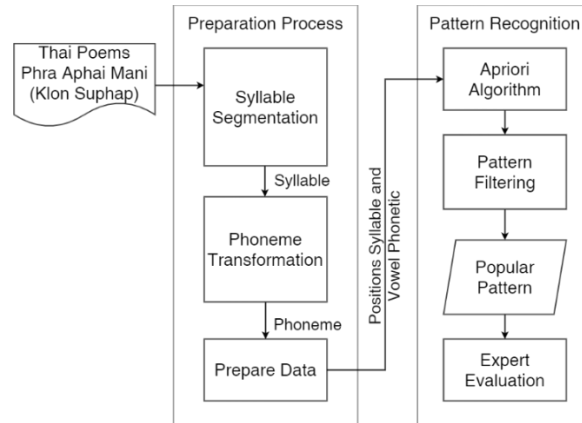 Thai Poems
Phra Aphai Mani
(Klon Suphap)
Preparation Process
Syllable
Segmentation
Syllable
Phoneme
Transformation
Phoneme
Prepare Data
Positions Syllable and
Vowel Phonetic
Pattern Recognition
Apriori
Algorithm
Pattern
Filtering
Popular
Pattern
Expert
Evaluation